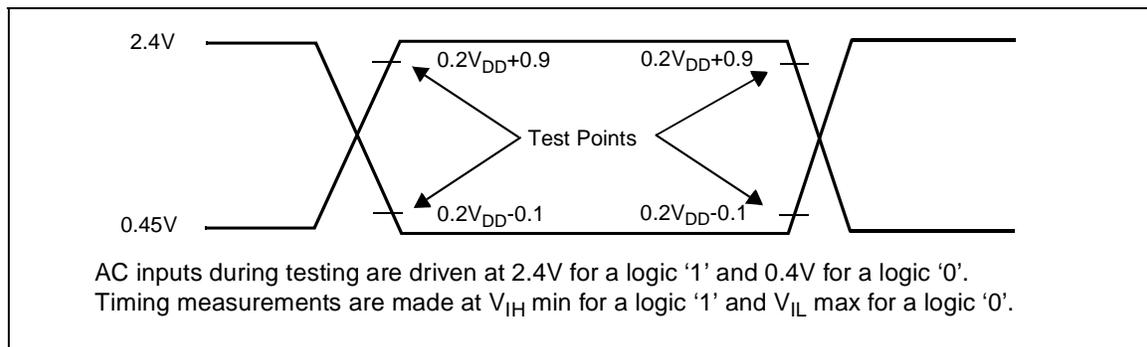 2.4V
0.2VDD+0.9 0.2VDD+0.9
Test Points
0.45V 0.2VDD-0.1 0.2VDD-0.1
AC inputs during testing are driven at 2.4V for a logic ‘1’ and 0.4V for a logic ‘0’.
Timing measurements are made at VIH min for a logic ‘1’ and VIL max for a logic ‘0’.